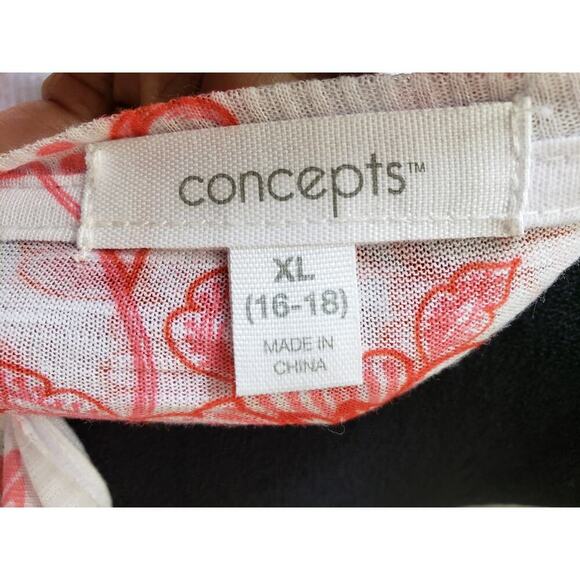 concepts™
XL
(16-18)
MADE IN
CHINA